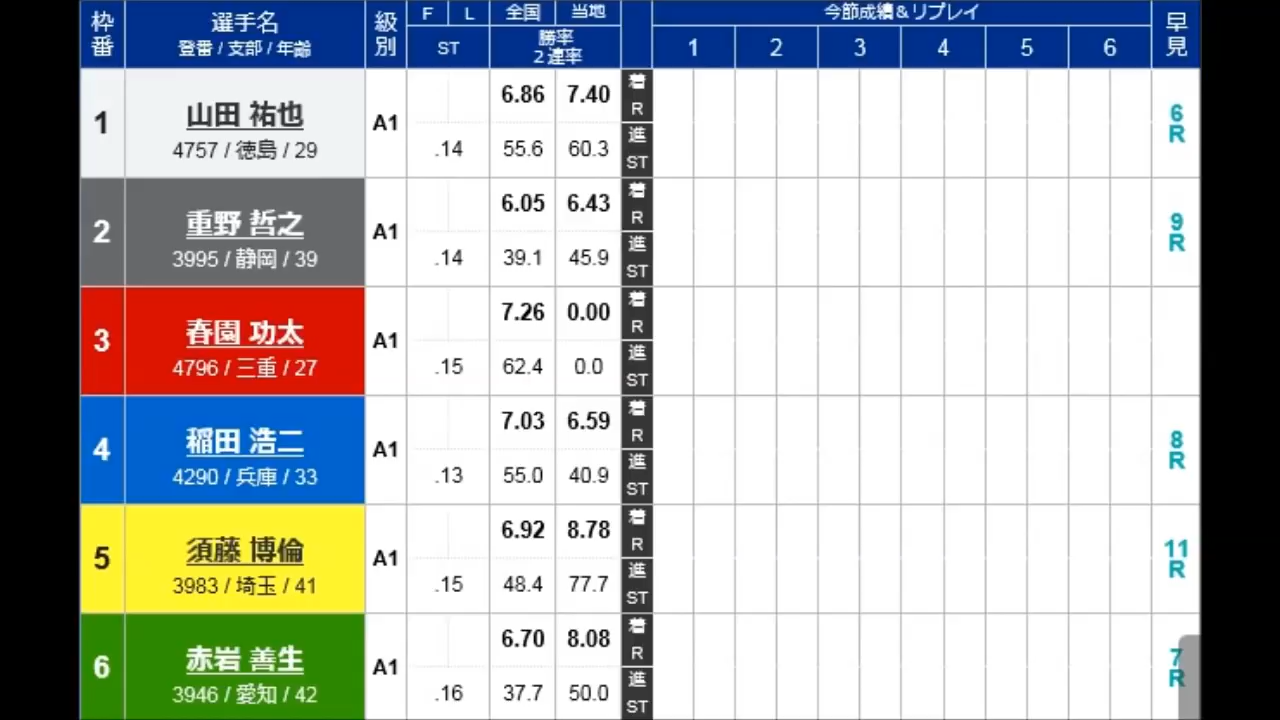 枠番 選手名 登番 / 支部 / 年齢 級別 F L ST 全国 当地 勝率 2連率 今節成績&リプレイ 1 2 3 4 5 6 早見
1 山田 祐也 A1 6.86 7.40 着 R 6R
4757 / 徳島 / 29 .14 55.6 60.3 進 ST
2 重野 哲之 A1 6.05 6.43 着 R 9R
3995 / 静岡 / 39 .14 39.1 45.9 進 ST
3 春園 功太 A1 7.26 0.00 着 R
4796 / 三重 / 27 .15 62.4 0.0 進 ST
4 稲田 浩二 A1 7.03 6.59 着 R 8R
4290 / 兵庫 / 33 .13 55.0 40.9 進 ST
5 須藤 博倫 A1 6.92 8.78 着 R 11R
3983 / 埼玉 / 41 .15 48.4 77.7 進 ST
6 赤岩 善生 A1 6.70 8.08 着 R 7R
3946 / 愛知 / 42 .16 37.7 50.0 進 ST